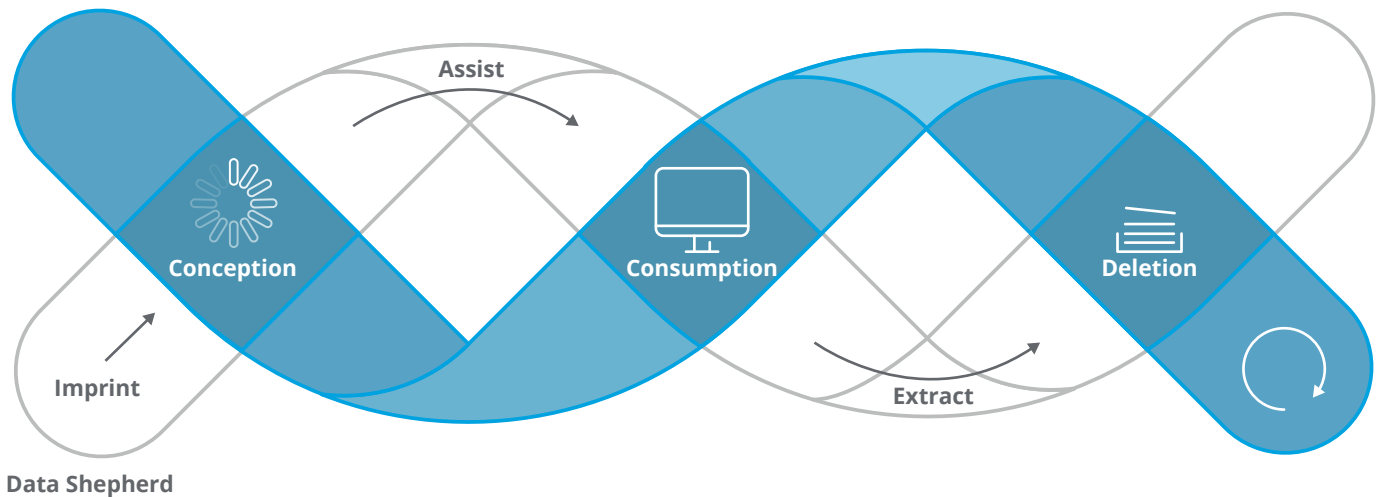 Assist
Conception
Consumption
Deletion
Imprint
Extract
Data Shepherd